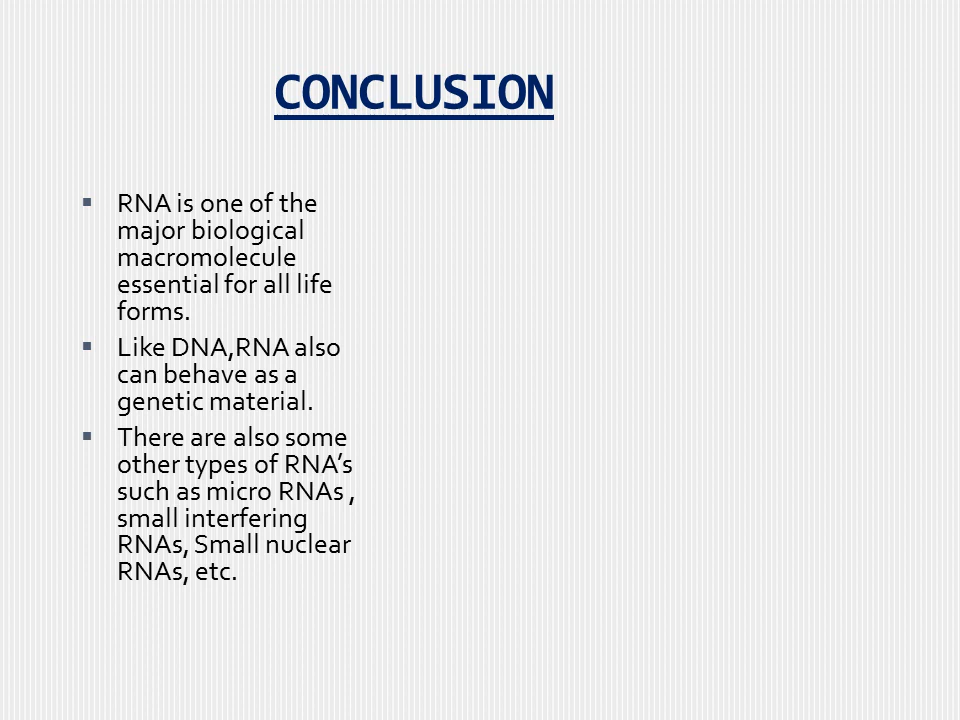 CONCLUSION
▪ RNA is one of the
major biological
macromolecule
essential for all life
forms.
▪ Like DNA,RNA also
can behave as a
genetic material.
▪ There are also some
other types of RNA’s
such as micro RNAs ,
small interfering
RNAs, Small nuclear
RNAs, etc.